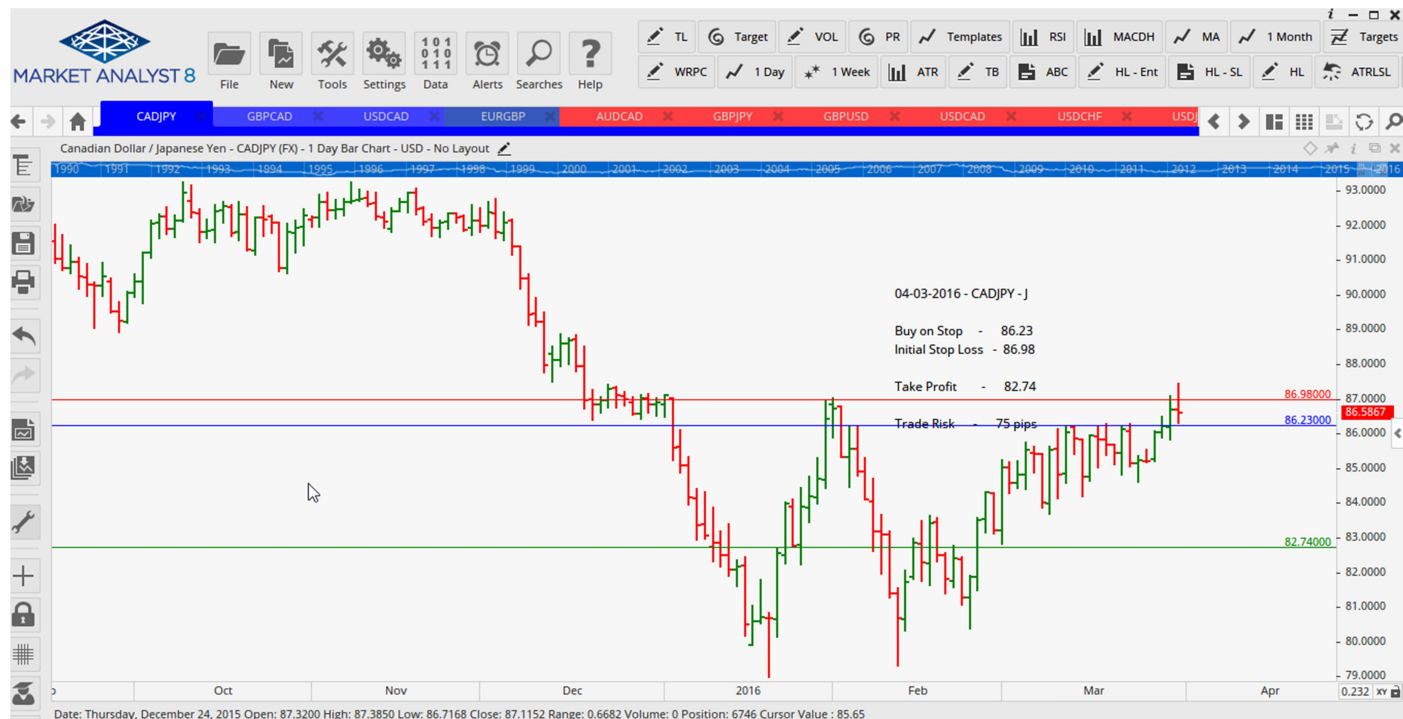 i
MARKET ANALYST 8
File
New
Tools
Settings
101
010
111
Data
Alerts
Searches
Help
TL
Target
VOL
PR
Templates
RSI
MACDH
MA
1 Month
Targets
WRPC
1 Day
1 Week
ATR
TB
ABC
HL - Ent
HL - SL
HL
ATRLSL
CADJPY
GBPCAD
USDCAD
EURGBP
AUDCAD
GBPJPY
GBPUSD
USDCAD
USDCHF
USDJ
Canadian Dollar / Japanese Yen - CADJPY (FX) - 1 Day Bar Chart - USD - No Layout
i
1990 1991 1992 1993 1994 1995 1996 1997 1998 1999 2000 2001 2002 2003 2004 2005 2006 2007 2008 2009 2010 2011 2012 2013 2014 2015 2016
93.0000
92.0000
91.0000
90.0000
89.0000
88.0000
87.0000
86.0000
85.0000
84.0000
83.0000
82.0000
81.0000
80.0000
79.0000
04-03-2016 - CADJPY - J
Buy on Stop - 86.23
Initial Stop Loss - 86.98
Take Profit - 82.74
Trade Risk - 75 pips
86.98000
86.5867
86.23000
82.74000
Oct Nov Dec 2016 Feb Mar Apr
0.232 XY
Date: Thursday, December 24, 2015 Open: 87.3200 High: 87.3850 Low: 86.7168 Close: 87.1152 Range: 0.6682 Volume: 0 Position: 6746 Cursor Value : 85.65